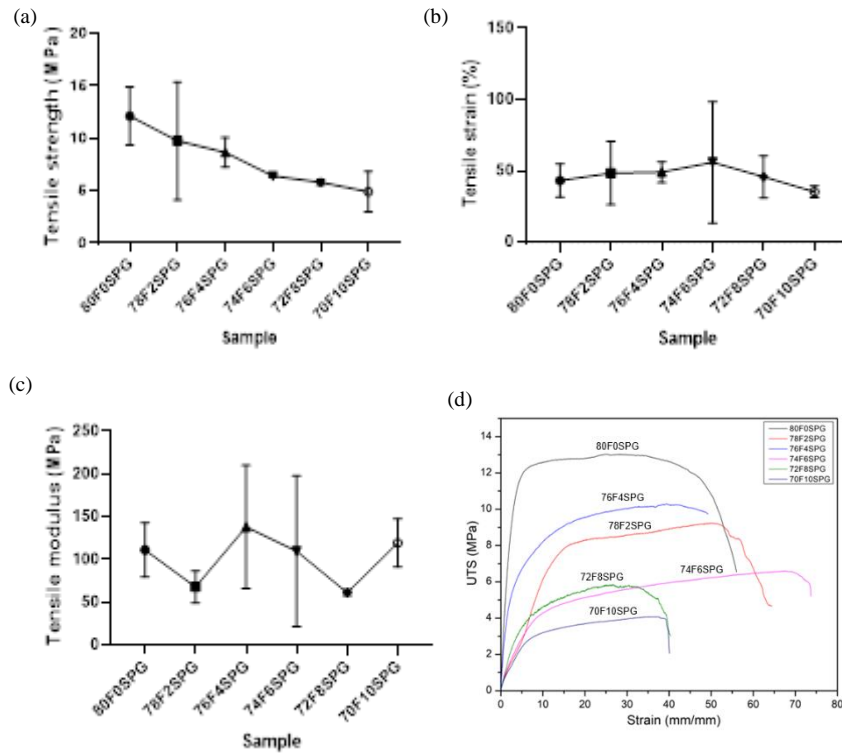 (a)
Tensile strength (MPa)
20
16
10
6
0
80F0SPG
78F2SPG
76F4SPG
74F6SPG
72F8SPG
70F10SPG
Sample
(b)
Tensile strain (%)
150
100
50
0
80F0SPG
78F2SPG
76F4SPG
74F6SPG
72F8SPG
70F10SPG
Sample
(c)
Tensile modulus (MPa)
250
200
150
100
50
0
80F0SPG
78F2SPG
76F4SPG
74F6SPG
72F8SPG
70F10SPG
Sample
(d)
UTS (MPa)
14
12
10
8
6
4
2
0
80F0SPG
76F4SPG
78F2SPG
74F6SPG
72F8SPG
70F10SPG
80F0SPG
78F2SPG
76F4SPG
74F6SPG
72F8SPG
70F10SPG
0 10 20 30 40 50 60 70 80
Strain (mm/mm)